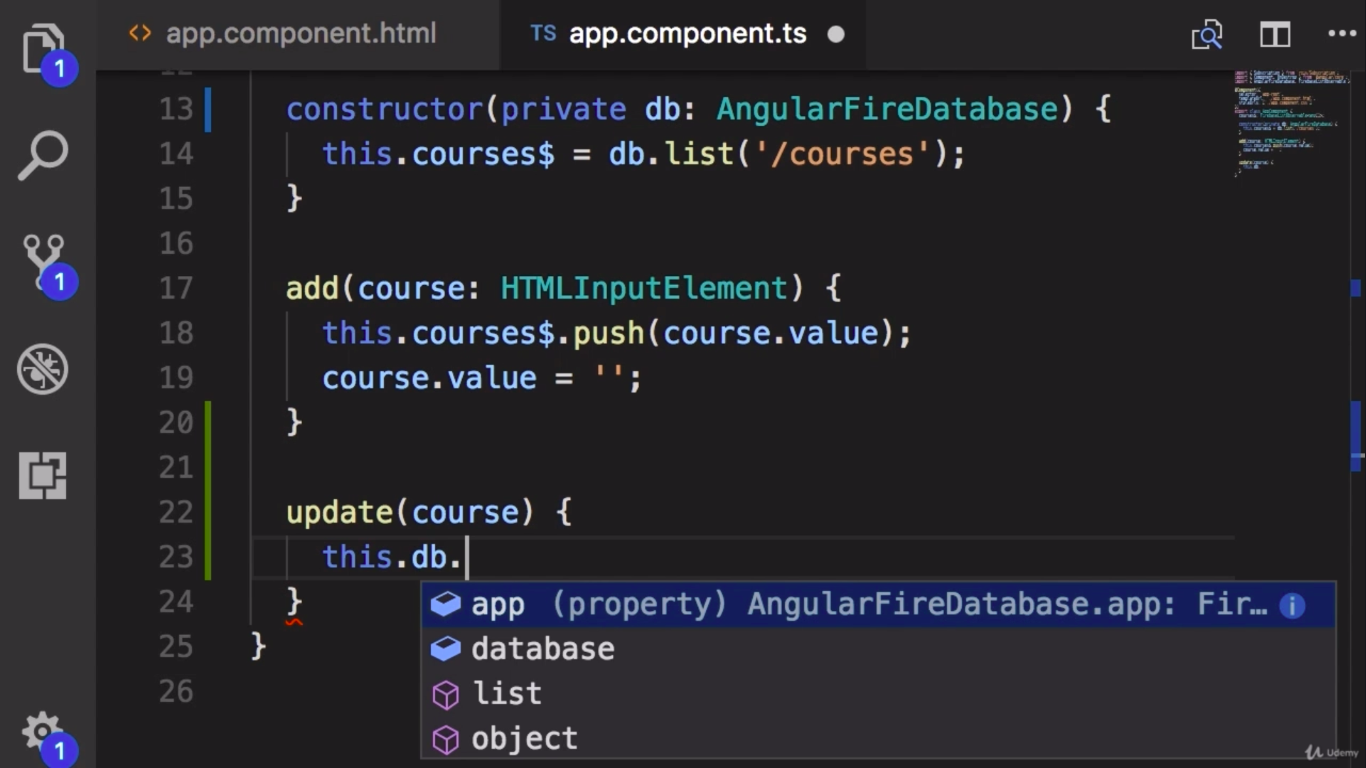 <> app.component.html TS app.component.ts
1
12
13 constructor(private db: AngularFireDatabase) {
14 this.courses$ = db.list('/courses');
15 }
16
17 add(course: HTMLInputElement) {
18 this.courses$.push(course.value);
19 course.value = '';
20 }
21
22 update(course) {
23 this.db.
24 }
25 }
26
app (property) AngularFireDatabase.app: Fir…
database
list
object
1
1
Udemy